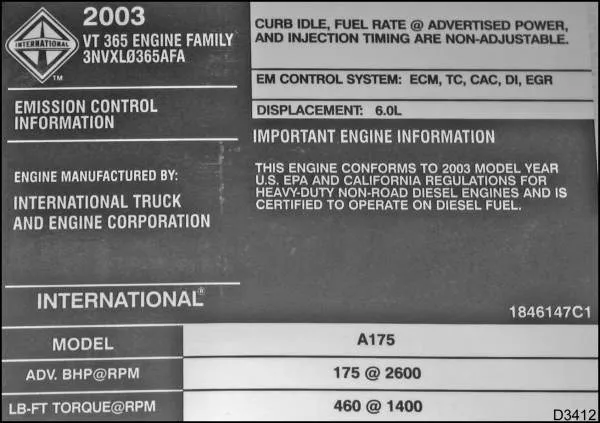 2003
VT 365 ENGINE FAMILY
3NVXLØ365AFA
INTERNATIONAL
™
EMISSION CONTROL
INFORMATION
ENGINE MANUFACTURED BY:
INTERNATIONAL TRUCK
AND ENGINE CORPORATION
INTERNATIONAL®
CURB IDLE, FUEL RATE @ ADVERTISED POWER,
AND INJECTION TIMING ARE NON-ADJUSTABLE.
EM CONTROL SYSTEM: ECM, TC, CAC, DI, EGR
DISPLACEMENT: 6.0L
IMPORTANT ENGINE INFORMATION
THIS ENGINE CONFORMS TO 2003 MODEL YEAR
U.S. EPA AND CALIFORNIA REGULATIONS FOR
HEAVY-DUTY NON-ROAD DIESEL ENGINES AND IS
CERTIFIED TO OPERATE ON DIESEL FUEL.
1846147C1
MODEL A175
ADV. BHP@RPM 175 @ 2600
LB-FT TORQUE@RPM 460 @ 1400
D3412